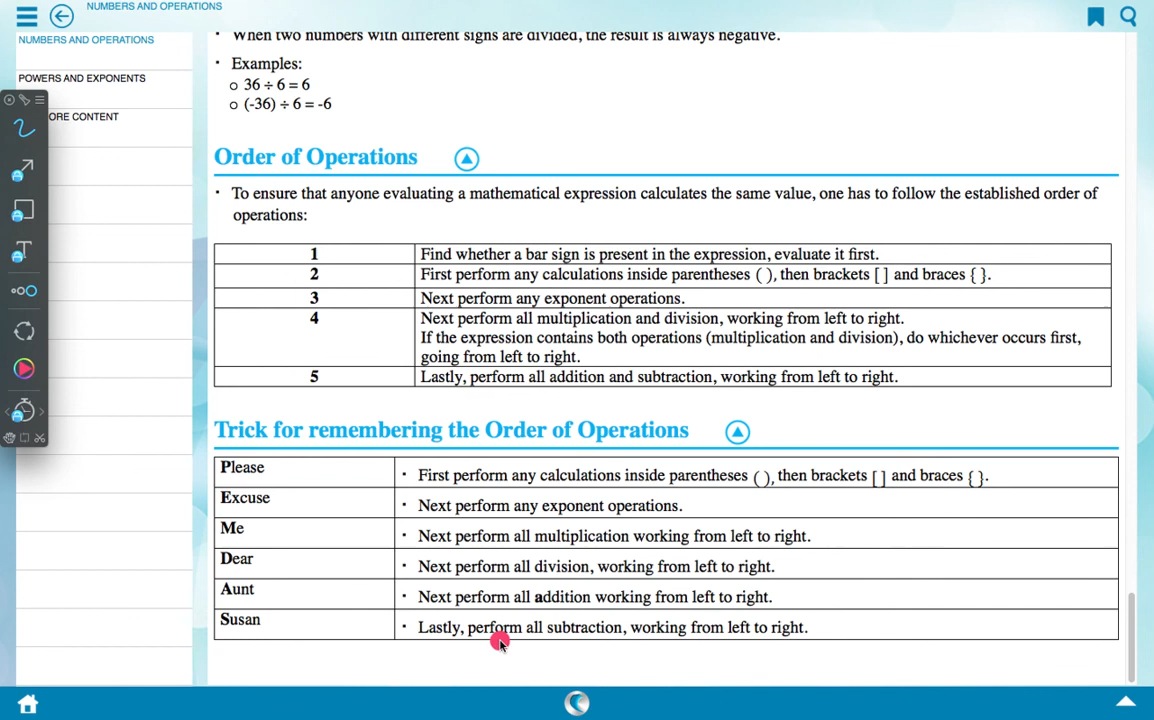 NUMBERS AND OPERATIONS
NUMBERS AND OPERATIONS
POWERS AND EXPONENTS
ORE CONTENT
• When two numbers with different signs are divided, the result is always negative.
• Examples:
o 36 ÷ 6 = 6
o (-36) ÷ 6 = -6
Order of Operations
• To ensure that anyone evaluating a mathematical expression calculates the same value, one has to follow the established order of
operations:
1 Find whether a bar sign is present in the expression, evaluate it first.
2 First perform any calculations inside parentheses ( ), then brackets [ ] and braces { }.
3 Next perform any exponent operations.
4 Next perform all multiplication and division, working from left to right.
If the expression contains both operations (multiplication and division), do whichever occurs first,
going from left to right.
5 Lastly, perform all addition and subtraction, working from left to right.
Trick for remembering the Order of Operations
Please • First perform any calculations inside parentheses ( ), then brackets [ ] and braces { }.
Excuse • Next perform any exponent operations.
Me • Next perform all multiplication working from left to right.
Dear • Next perform all division, working from left to right.
Aunt • Next perform all addition working from left to right.
Susan • Lastly, perform all subtraction, working from left to right.